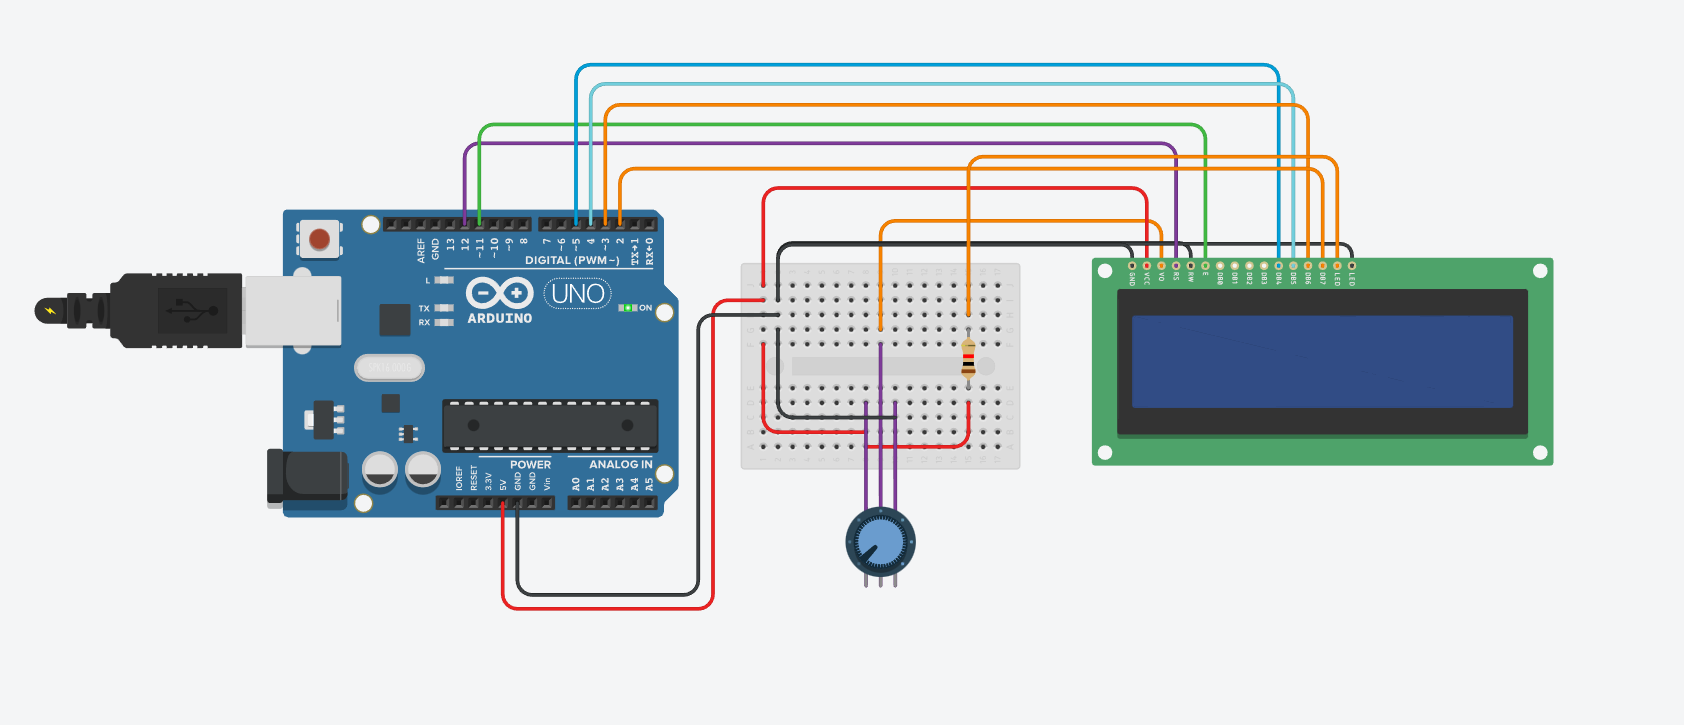 AREF
GND
13
12
~11
~10
~9
8
7
~6
~5
4
~3
2
TX→1
RX←0
DIGITAL (PWM~)
L
TX
RX
ARDUINO
UNO
ON
IOREF
RESET
3.3V
5V
GND
GND
Vin
POWER
ANALOG IN
A0
A1
A2
A3
A4
A5
GND
VCC
VO
RS
RW
E
DB0
DB1
DB2
DB3
DB4
DB5
DB6
DB7
LED
LED